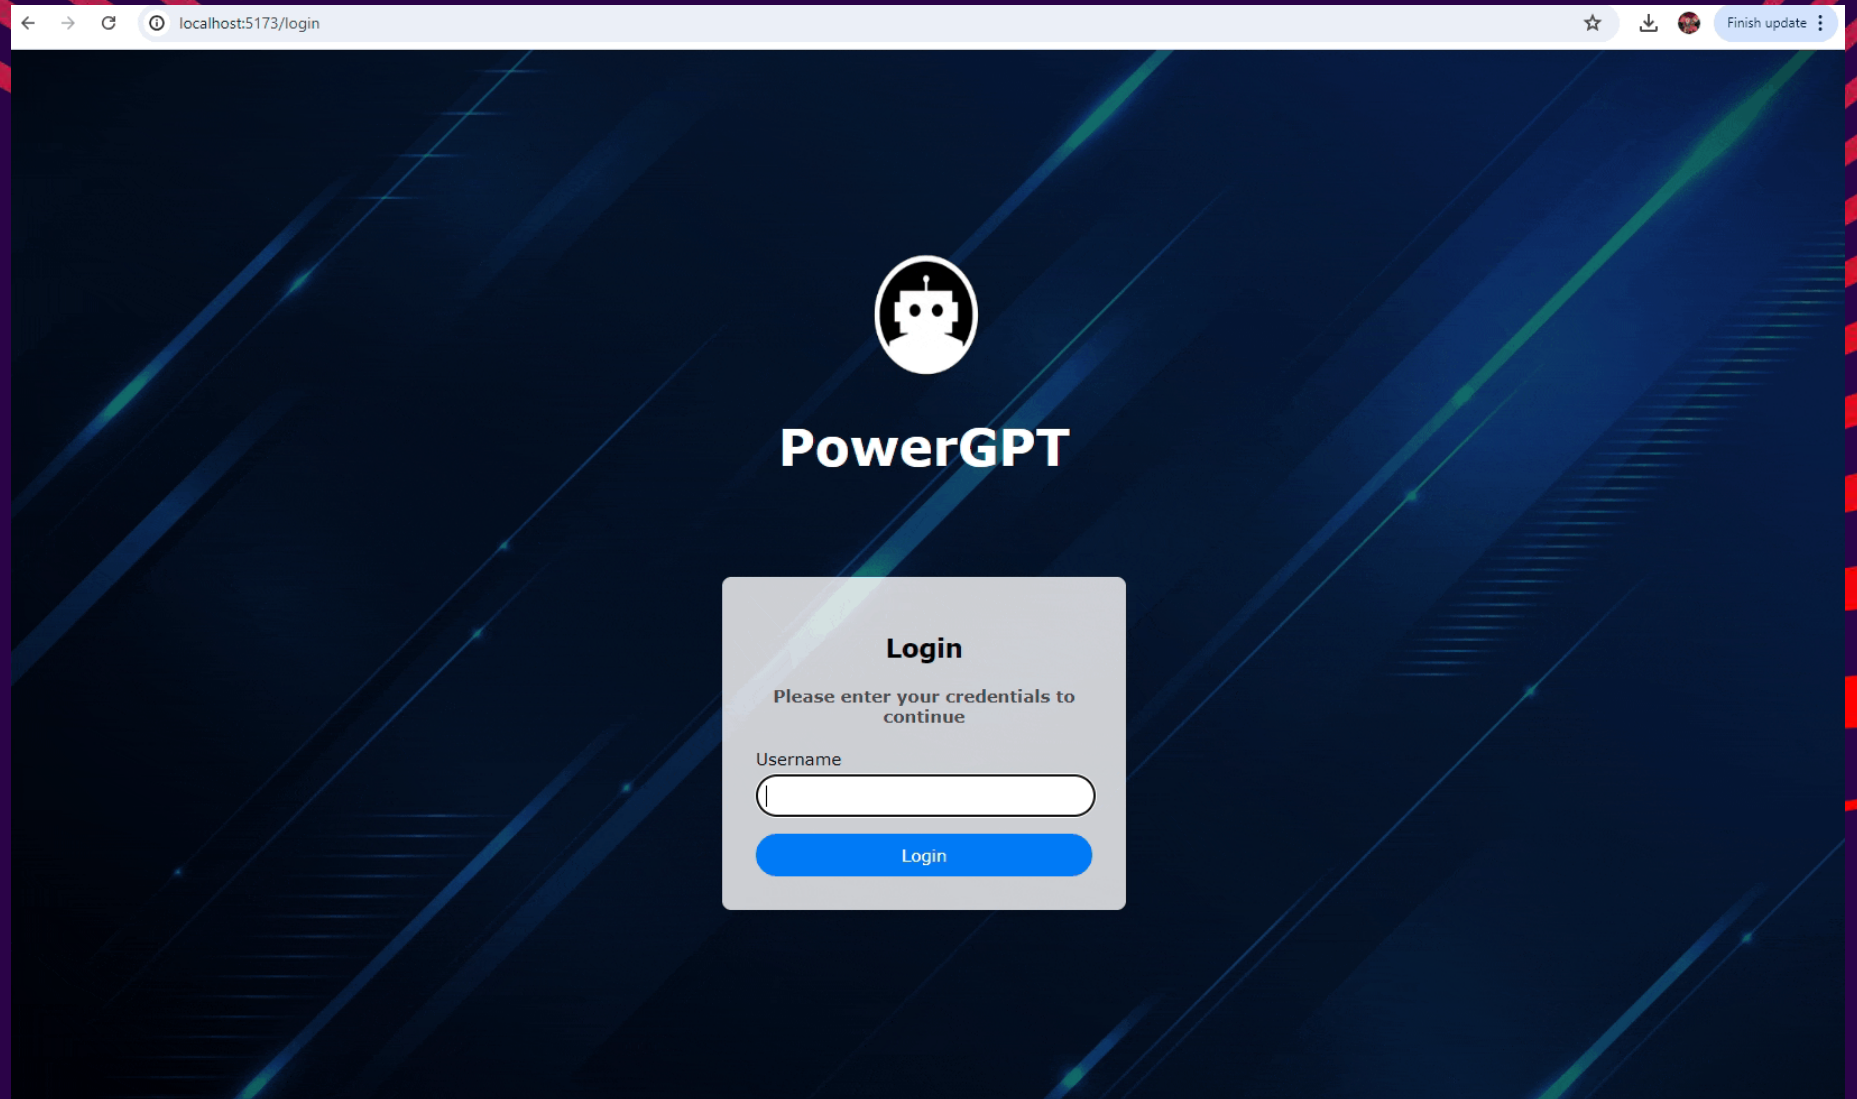 localhost:5173/login
Finish update
PowerGPT
Login
Please enter your credentials to
continue
Username
Login